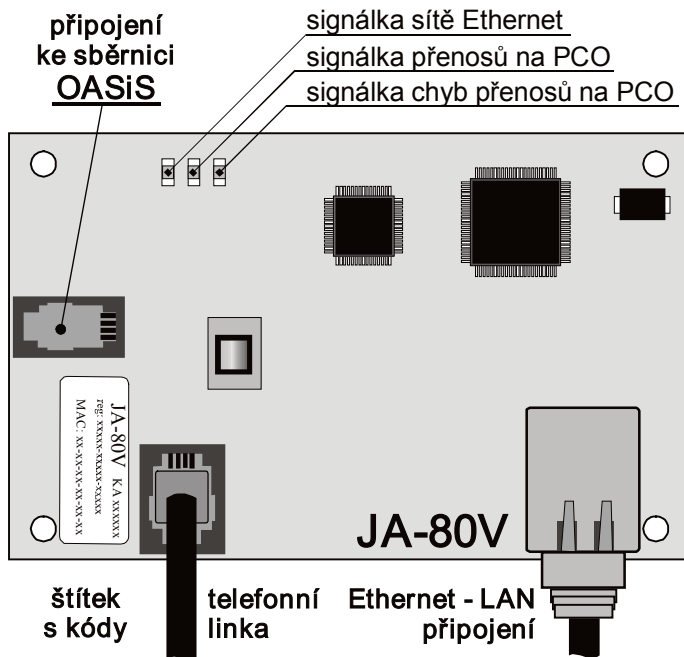 připojení
ke sběrnici
OASiS
signálka sítě Ethernet
signálka přenosů na PCO
signálka chyb přenosů na PCO
JA-80V KA xxxxxx
reg: xxxxx-xxxxx-xxxxx
MAC: xx-xx-xx-xx-xx-xx
JA-80V
štítek
s kódy
telefonní
linka
Ethernet - LAN
připojení